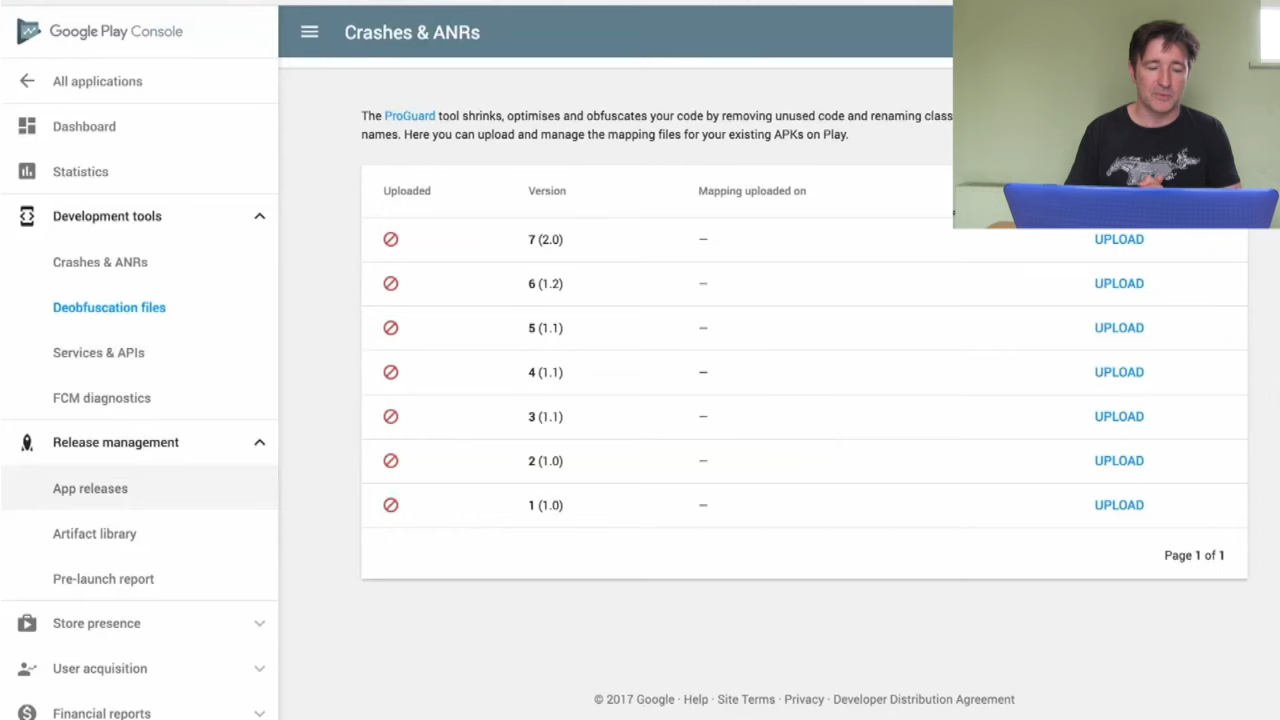 Google Play Console
Crashes & ANRs
All applications
Dashboard
Statistics
Development tools
Crashes & ANRs
Deobfuscation files
Services & APIs
FCM diagnostics
Release management
App releases
Artifact library
Pre-launch report
Store presence
User acquisition
Financial reports
The ProGuard tool shrinks, optimises and obfuscates your code by removing unused code and renaming class
names. Here you can upload and manage the mapping files for your existing APKs on Play.
Uploaded Version Mapping uploaded on
7 (2.0) – UPLOAD
6 (1.2) – UPLOAD
5 (1.1) – UPLOAD
4 (1.1) – UPLOAD
3 (1.1) – UPLOAD
2 (1.0) – UPLOAD
1 (1.0) – UPLOAD
Page 1 of 1
© 2017 Google · Help · Site Terms · Privacy · Developer Distribution Agreement